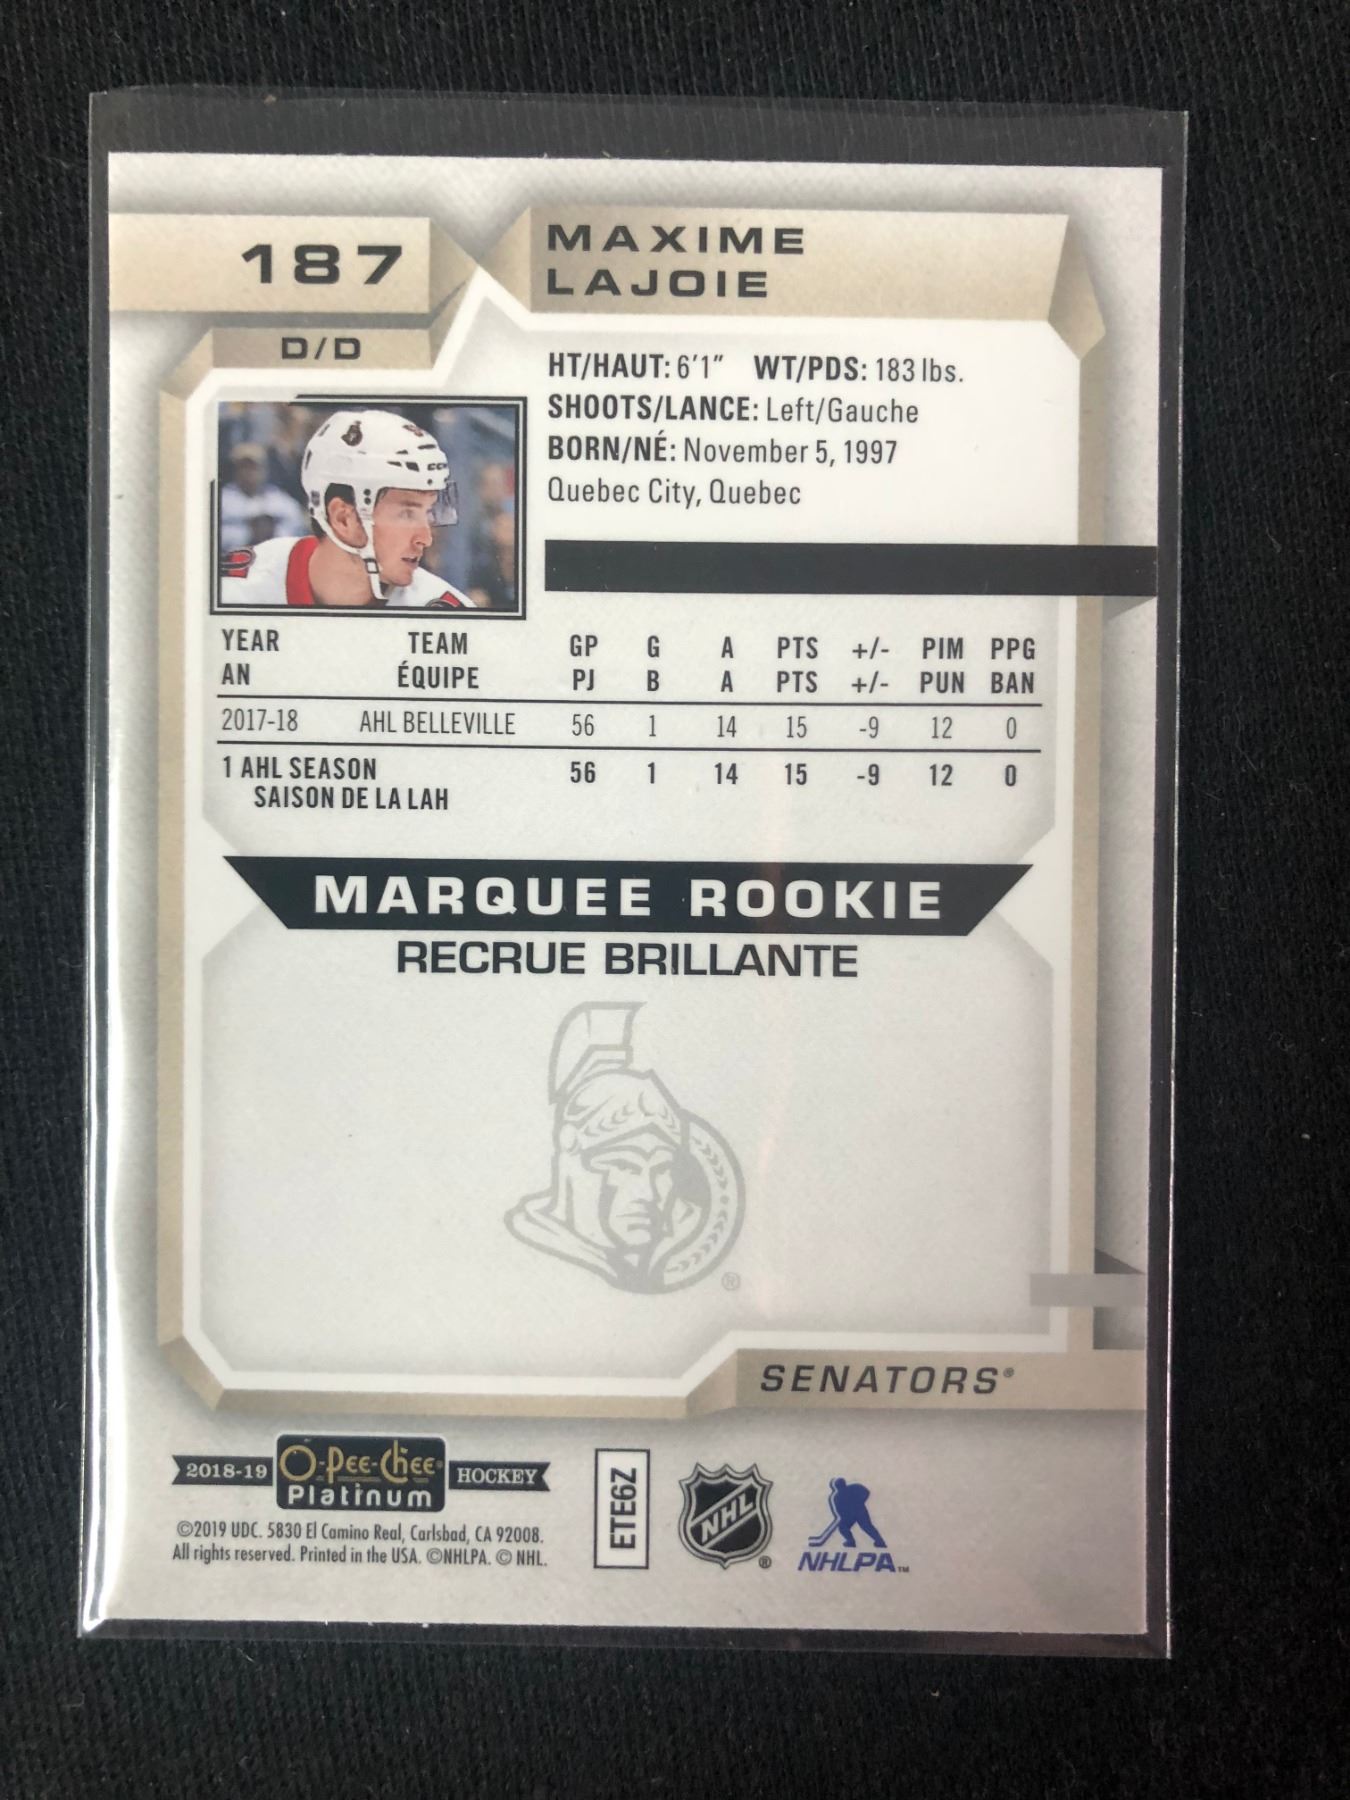 187
MAXIME
LAJOIE
D/D
HT/HAUT: 6'1" WT/PDS: 183 lbs.
SHOOTS/LANCE: Left/Gauche
BORN/NÉ: November 5, 1997
Quebec City, Quebec
YEAR TEAM GP G A PTS +/- PIM PPG
AN ÉQUIPE PJ B A PTS +/- PUN BAN
2017-18 AHL BELLEVILLE 56 1 14 15 -9 12 0
1 AHL SEASON 56 1 14 15 -9 12 0
SAISON DE LA LAH
MARQUEE ROOKIE
RECRUE BRILLANTE
®
SENATORS®
2018-19 O-Pee-Chee® HOCKEY
Platinum
©2019 UDC. 5830 El Camino Real, Carlsbad, CA 92008.
All rights reserved. Printed in the USA. ©NHLPA. © NHL.
ETE6Z
NHL®
NHLPA™
CCM